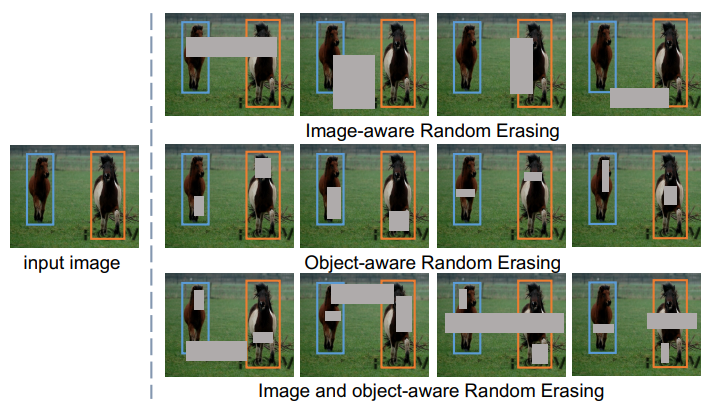 Image-aware Random Erasing
input image
Object-aware Random Erasing
Image and object-aware Random Erasing